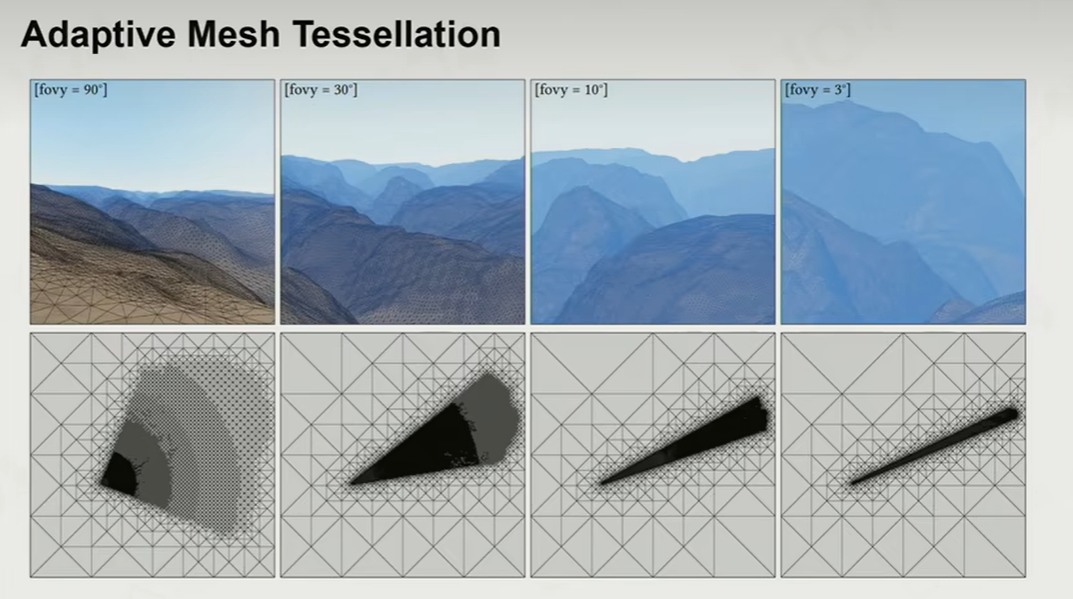 Adaptive Mesh Tessellation
[fovy = 90°]
[fovy = 30°]
[fovy = 10°]
[fovy = 3°]